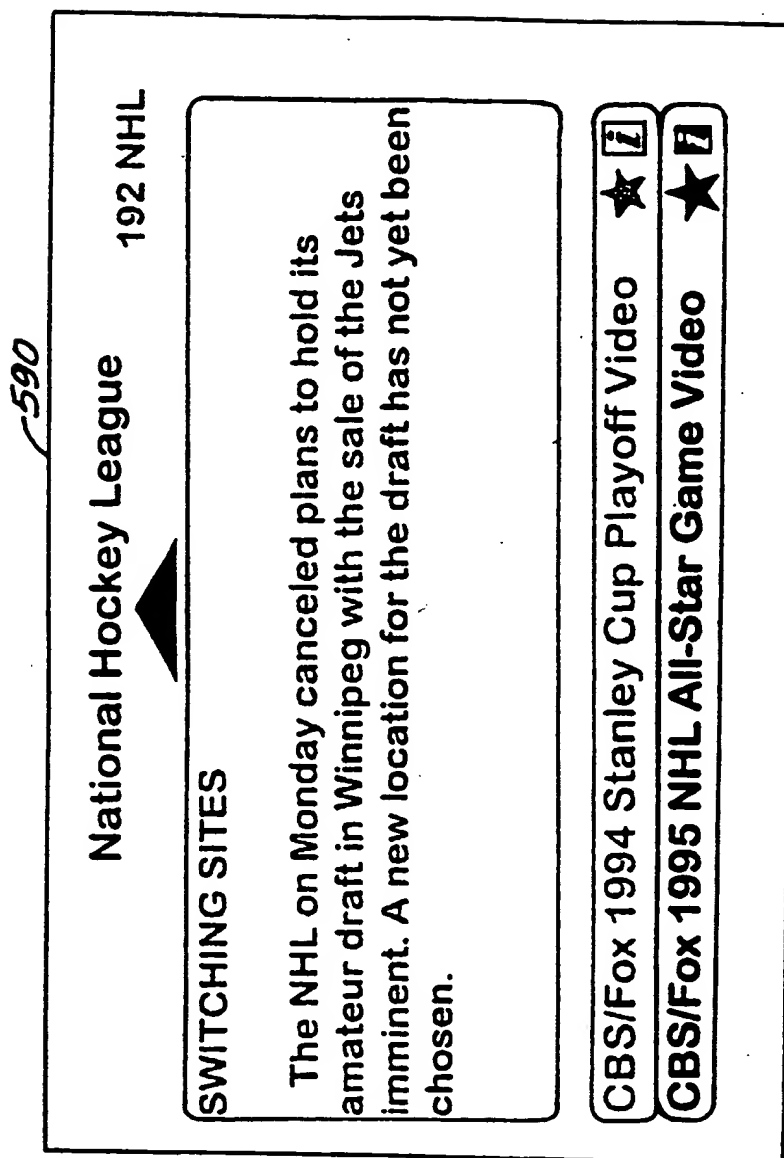 590
National Hockey League
192 NHL
SWITCHING SITES
The NHL on Monday canceled plans to hold its
amateur draft in Winnipeg with the sale of the Jets
imminent. A new location for the draft has not yet been
chosen.
CBS/Fox 1994 Stanley Cup Playoff Video i
CBS/Fox 1995 NHL All-Star Game Video i